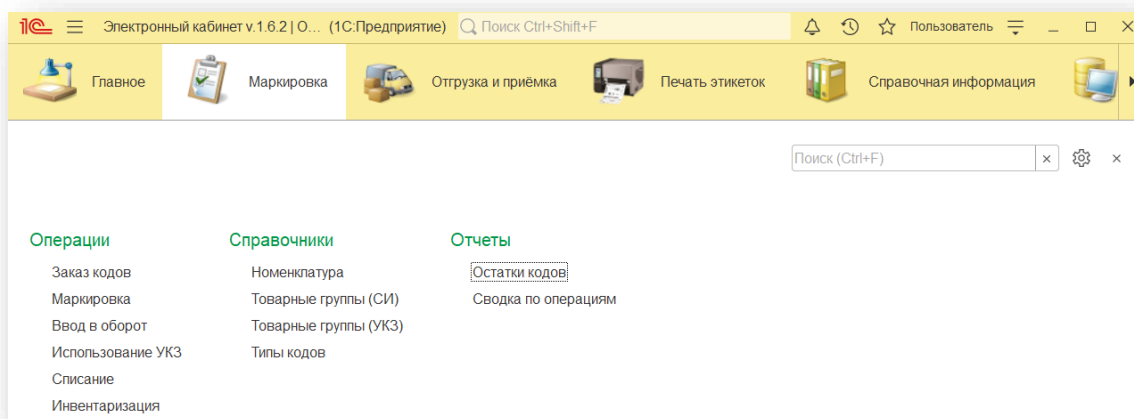 1С Электронный кабинет v.1.6.2 | О... (1С:Предприятие) Поиск Ctrl+Shift+F Пользователь
Главное Маркировка Отгрузка и приёмка Печать этикеток Справочная информация
Поиск (Ctrl+F)
Операции Справочники Отчеты
Заказ кодов Номенклатура Остатки кодов
Маркировка Товарные группы (СИ) Сводка по операциям
Ввод в оборот Товарные группы (УКЗ)
Использование УКЗ Типы кодов
Списание
Инвентаризация